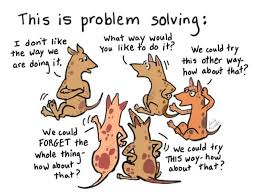 This is problem solving:
I don't like
the way we
are doing it.
What way would
you like to do it?
We could try
this other way-
how about that?
We could
FORGET the
whole thing-
how about
that?
We could try
THIS way-how
about that?